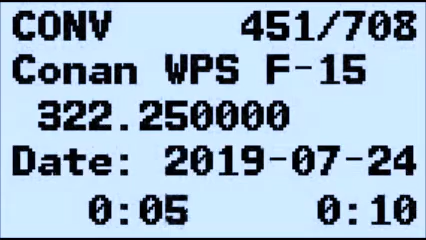 CONV 451/708
Conan WPS F-15
322.250000
Date: 2019-07-24
0:05 0:10